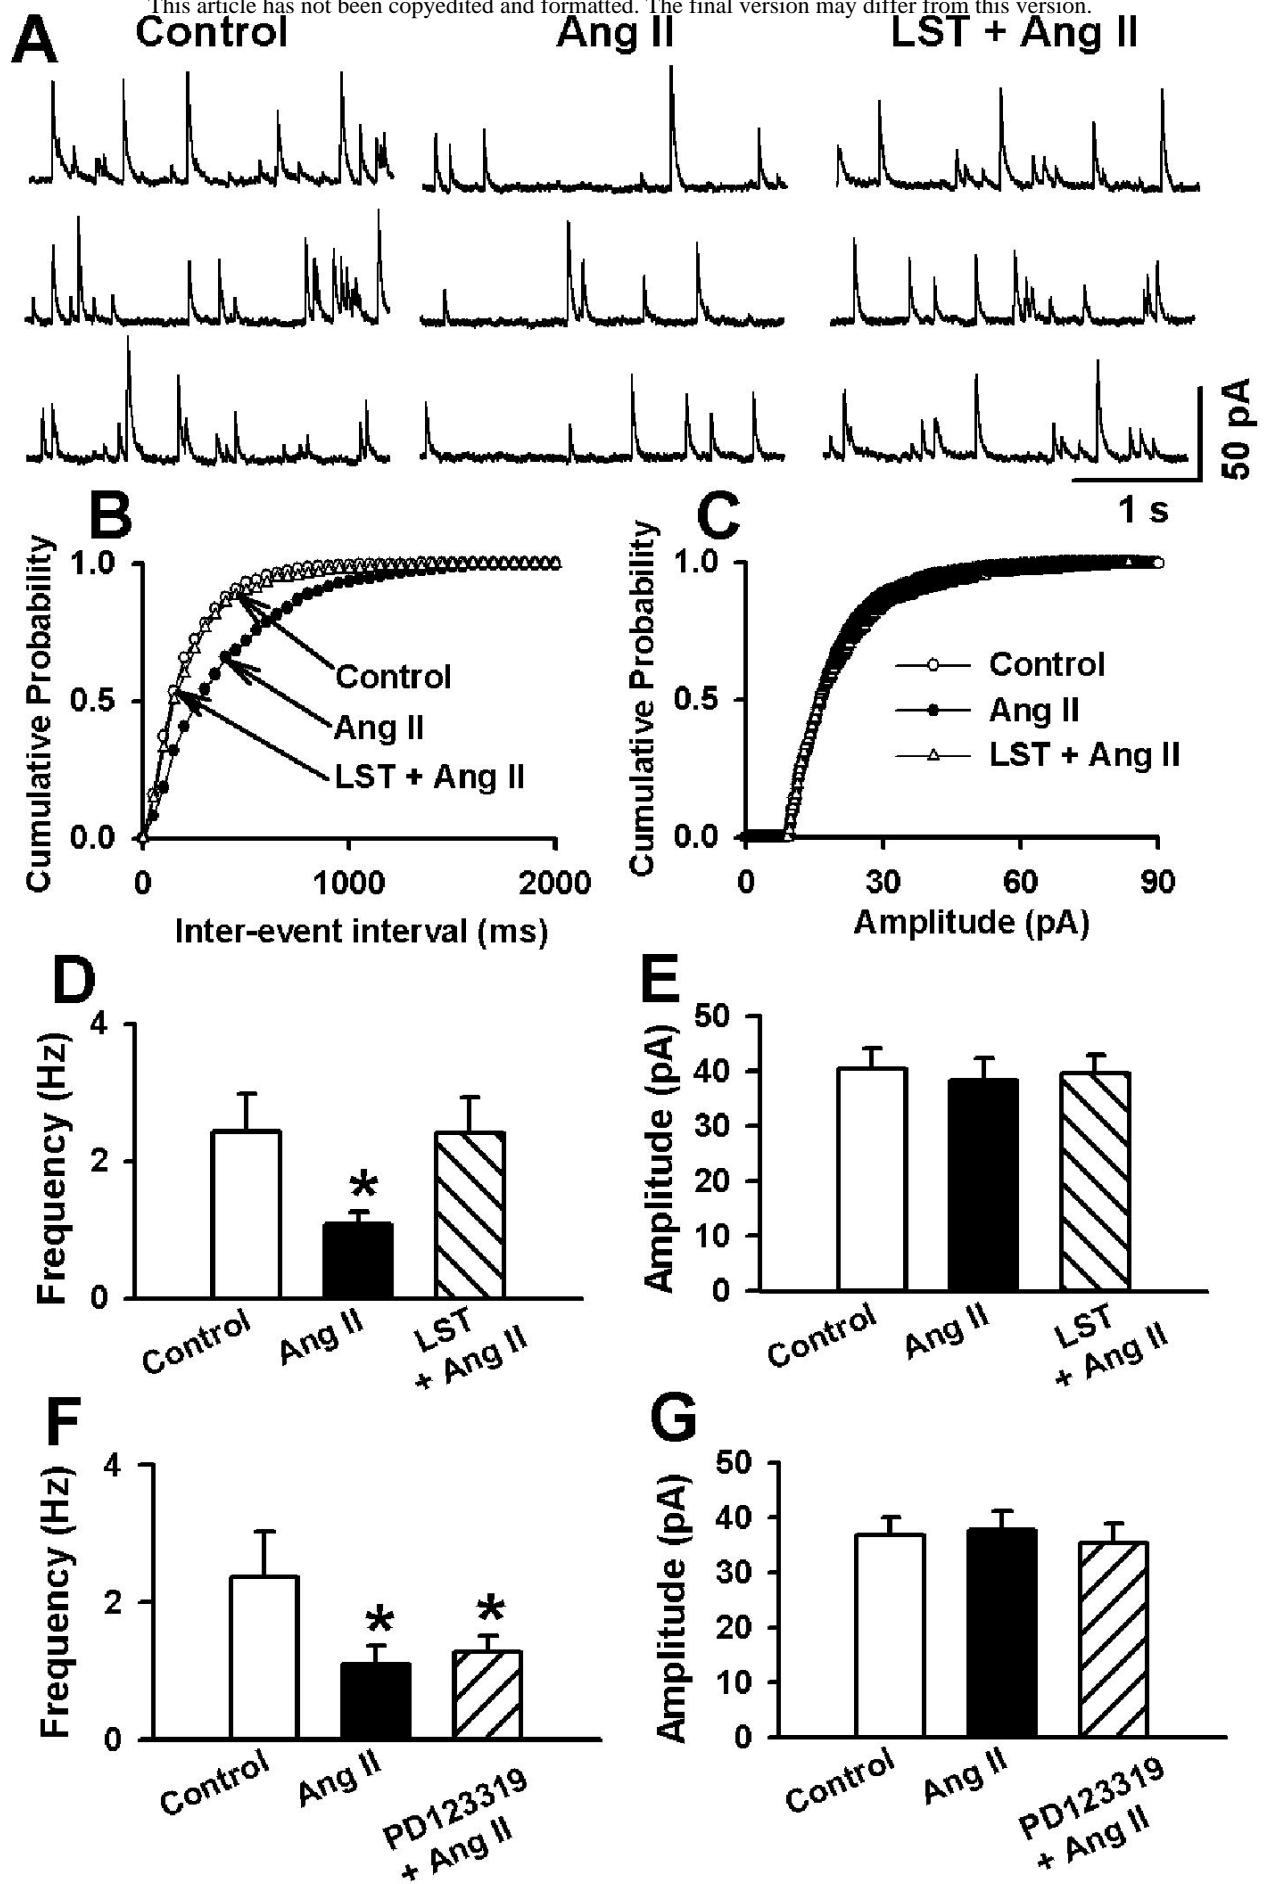 This article has not been copyedited and formatted. The final version may differ from this version.
A
Control
Ang II
LST + Ang II
50 pA
1 s
B
Cumulative Probability
1.0
0.5
0.0
Control
Ang II
LST + Ang II
0
1000
2000
Inter-event interval (ms)
C
Cumulative Probability
1.0
0.5
0.0
Control
Ang II
LST + Ang II
0
30
60
90
Amplitude (pA)
D
Frequency (Hz)
4
2
0
*
Control
Ang II
LST
+ Ang II
E
Amplitude (pA)
50
40
30
20
10
0
Control
Ang II
LST
+ Ang II
F
Frequency (Hz)
4
2
0
*
*
Control
Ang II
PD123319
+ Ang II
G
Amplitude (pA)
50
40
30
20
10
0
Control
Ang II
PD123319
+ Ang II